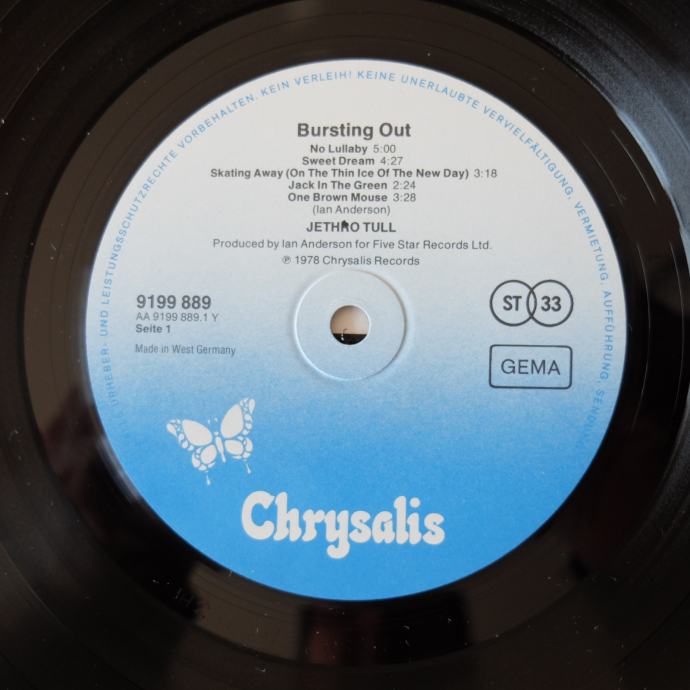 URHEBER- UND LEISTUNGSSCHUTZRECHTE VORBEHALTEN. KEIN VERLEIH! KEINE UNERLAUBTE VERVIELFÄLTIGUNG, VERMIETUNG, AUFFÜHRUNG,
Bursting Out
No Lullaby 5:00
Sweet Dream 4:27
Skating Away (On The Thin Ice Of The New Day) 3:18
Jack In The Green 2:24
One Brown Mouse 3:28
(Ian Anderson)
JETHRO TULL
Produced by Ian Anderson for Five Star Records Ltd.
℗ 1978 Chrysalis Records
9199 889
AA 9199 889.1 Y
Seite 1
Made in West Germany
ST 33
GEMA
Chrysalis